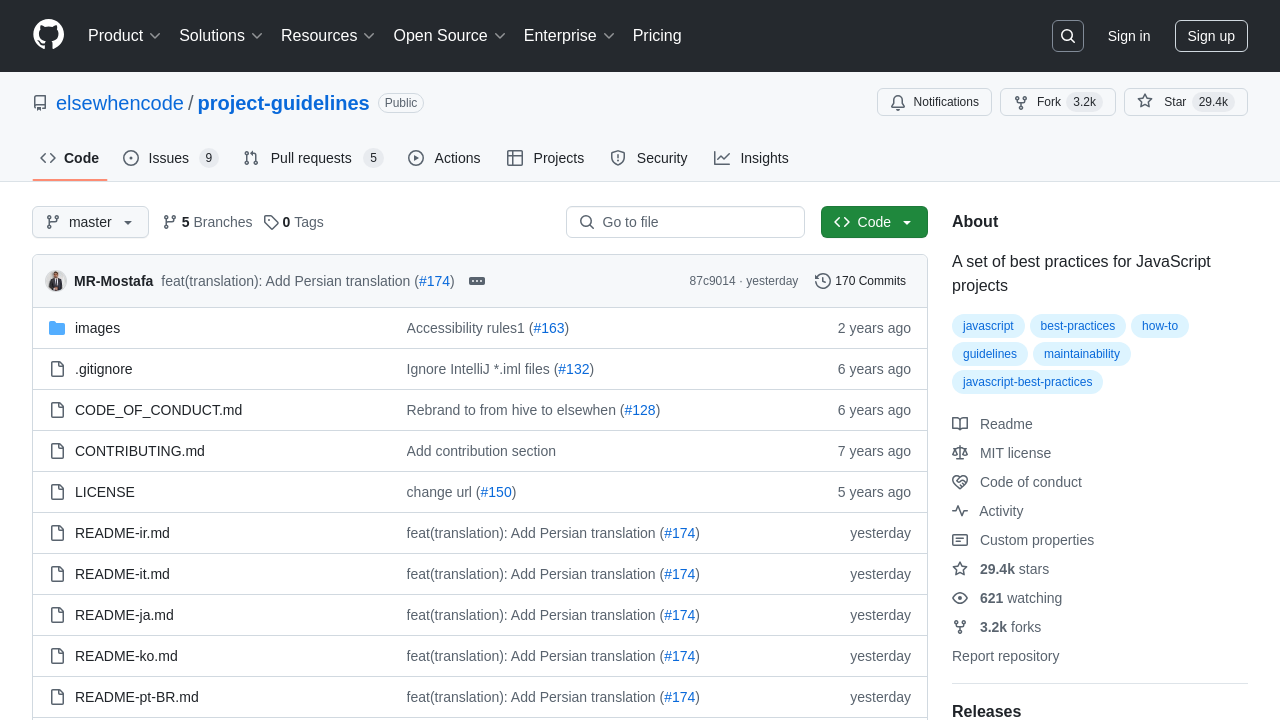 Product Solutions Resources Open Source Enterprise Pricing Sign in Sign up
elsewhencode / project-guidelines Public Notifications Fork 3.2k Star 29.4k
Code Issues 9 Pull requests 5 Actions Projects Security Insights
master 5 Branches 0 Tags Go to file Code
MR-Mostafa feat(translation): Add Persian translation (#174) 87c9014 · yesterday 170 Commits
images Accessibility rules1 (#163) 2 years ago
.gitignore Ignore IntelliJ *.iml files (#132) 6 years ago
CODE_OF_CONDUCT.md Rebrand to from hive to elsewhen (#128) 6 years ago
CONTRIBUTING.md Add contribution section 7 years ago
LICENSE change url (#150) 5 years ago
README-ir.md feat(translation): Add Persian translation (#174) yesterday
README-it.md feat(translation): Add Persian translation (#174) yesterday
README-ja.md feat(translation): Add Persian translation (#174) yesterday
README-ko.md feat(translation): Add Persian translation (#174) yesterday
README-pt-BR.md feat(translation): Add Persian translation (#174) yesterday
About
A set of best practices for JavaScript
projects
javascript best-practices how-to
guidelines maintainability
javascript-best-practices
Readme
MIT license
Code of conduct
Activity
Custom properties
29.4k stars
621 watching
3.2k forks
Report repository
Releases